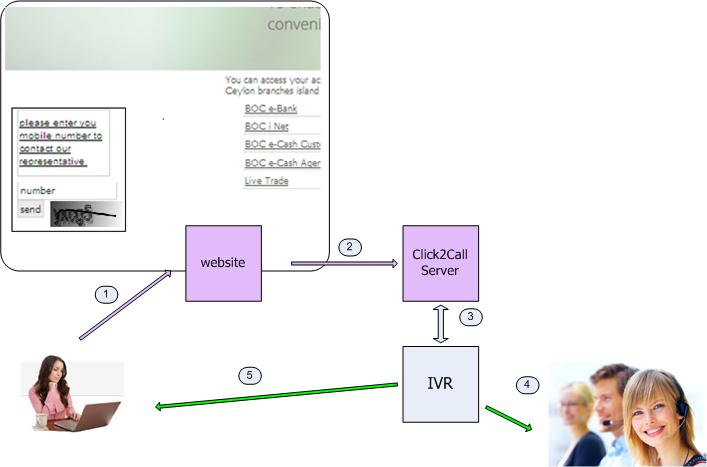 conveni
You can access your ac
Ceylon branches island
BOC e-Bank
BOC i Net
BOC e-Cash Cust
BOC e-Cash Ager
Live Trade
please enter you
mobile number to
contact our
representative.
number
send
website
2
Click2Call
Server
1
3
5
IVR
4